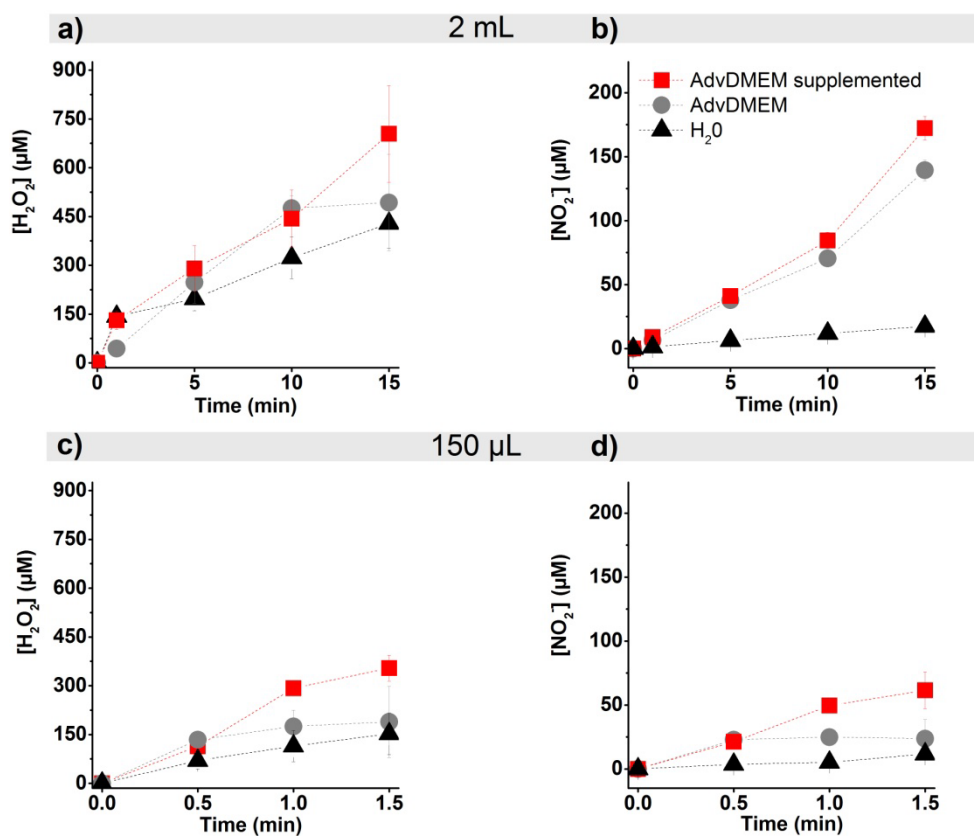 a)
2 mL
b)
900
750
600
450
300
150
0
[H₂O₂] (µM)
0 5 10 15
Time (min)
200
150
100
50
0
[NO₂⁻] (µM)
AdvDMEM supplemented
AdvDMEM
H₂0
0 5 10 15
Time (min)
c)
150 µL
d)
900
750
600
450
300
150
0
[H₂O₂] (µM)
0.0 0.5 1.0 1.5
Time (min)
200
150
100
50
0
[NO₂⁻] (µM)
0.0 0.5 1.0 1.5
Time (min)